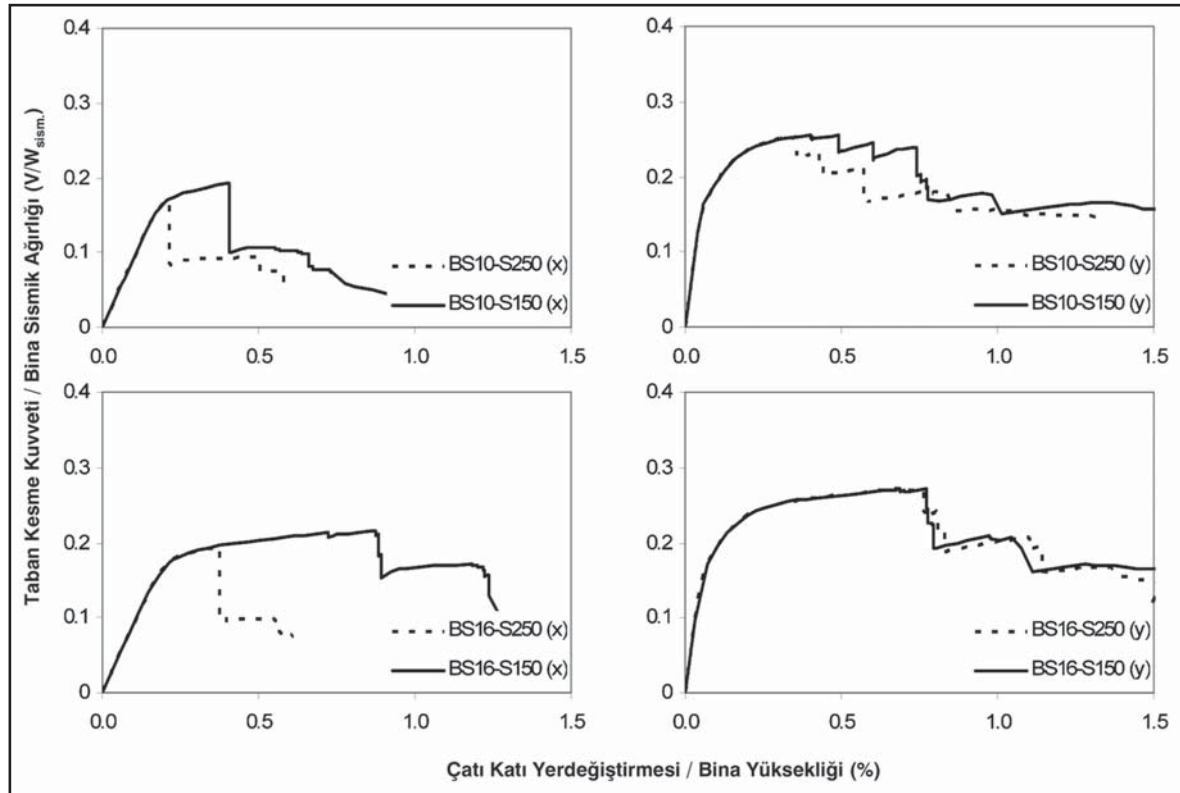 Taban Kesme Kuvveti / Bina Sismik Ağırlığı (V/Wsism.)
0.4
0.3
0.2
0.1
0
0.0 0.5 1.0 1.5
BS10-S250 (x)
BS10-S150 (x)
0.4
0.3
0.2
0.1
0
0.0 0.5 1.0 1.5
BS10-S250 (y)
BS10-S150 (y)
0.4
0.3
0.2
0.1
0
0.0 0.5 1.0 1.5
BS16-S250 (x)
BS16-S150 (x)
0.4
0.3
0.2
0.1
0
0.0 0.5 1.0 1.5
BS16-S250 (y)
BS16-S150 (y)
Çatı Katı Yerdeğiştirmesi / Bina Yüksekliği (%)